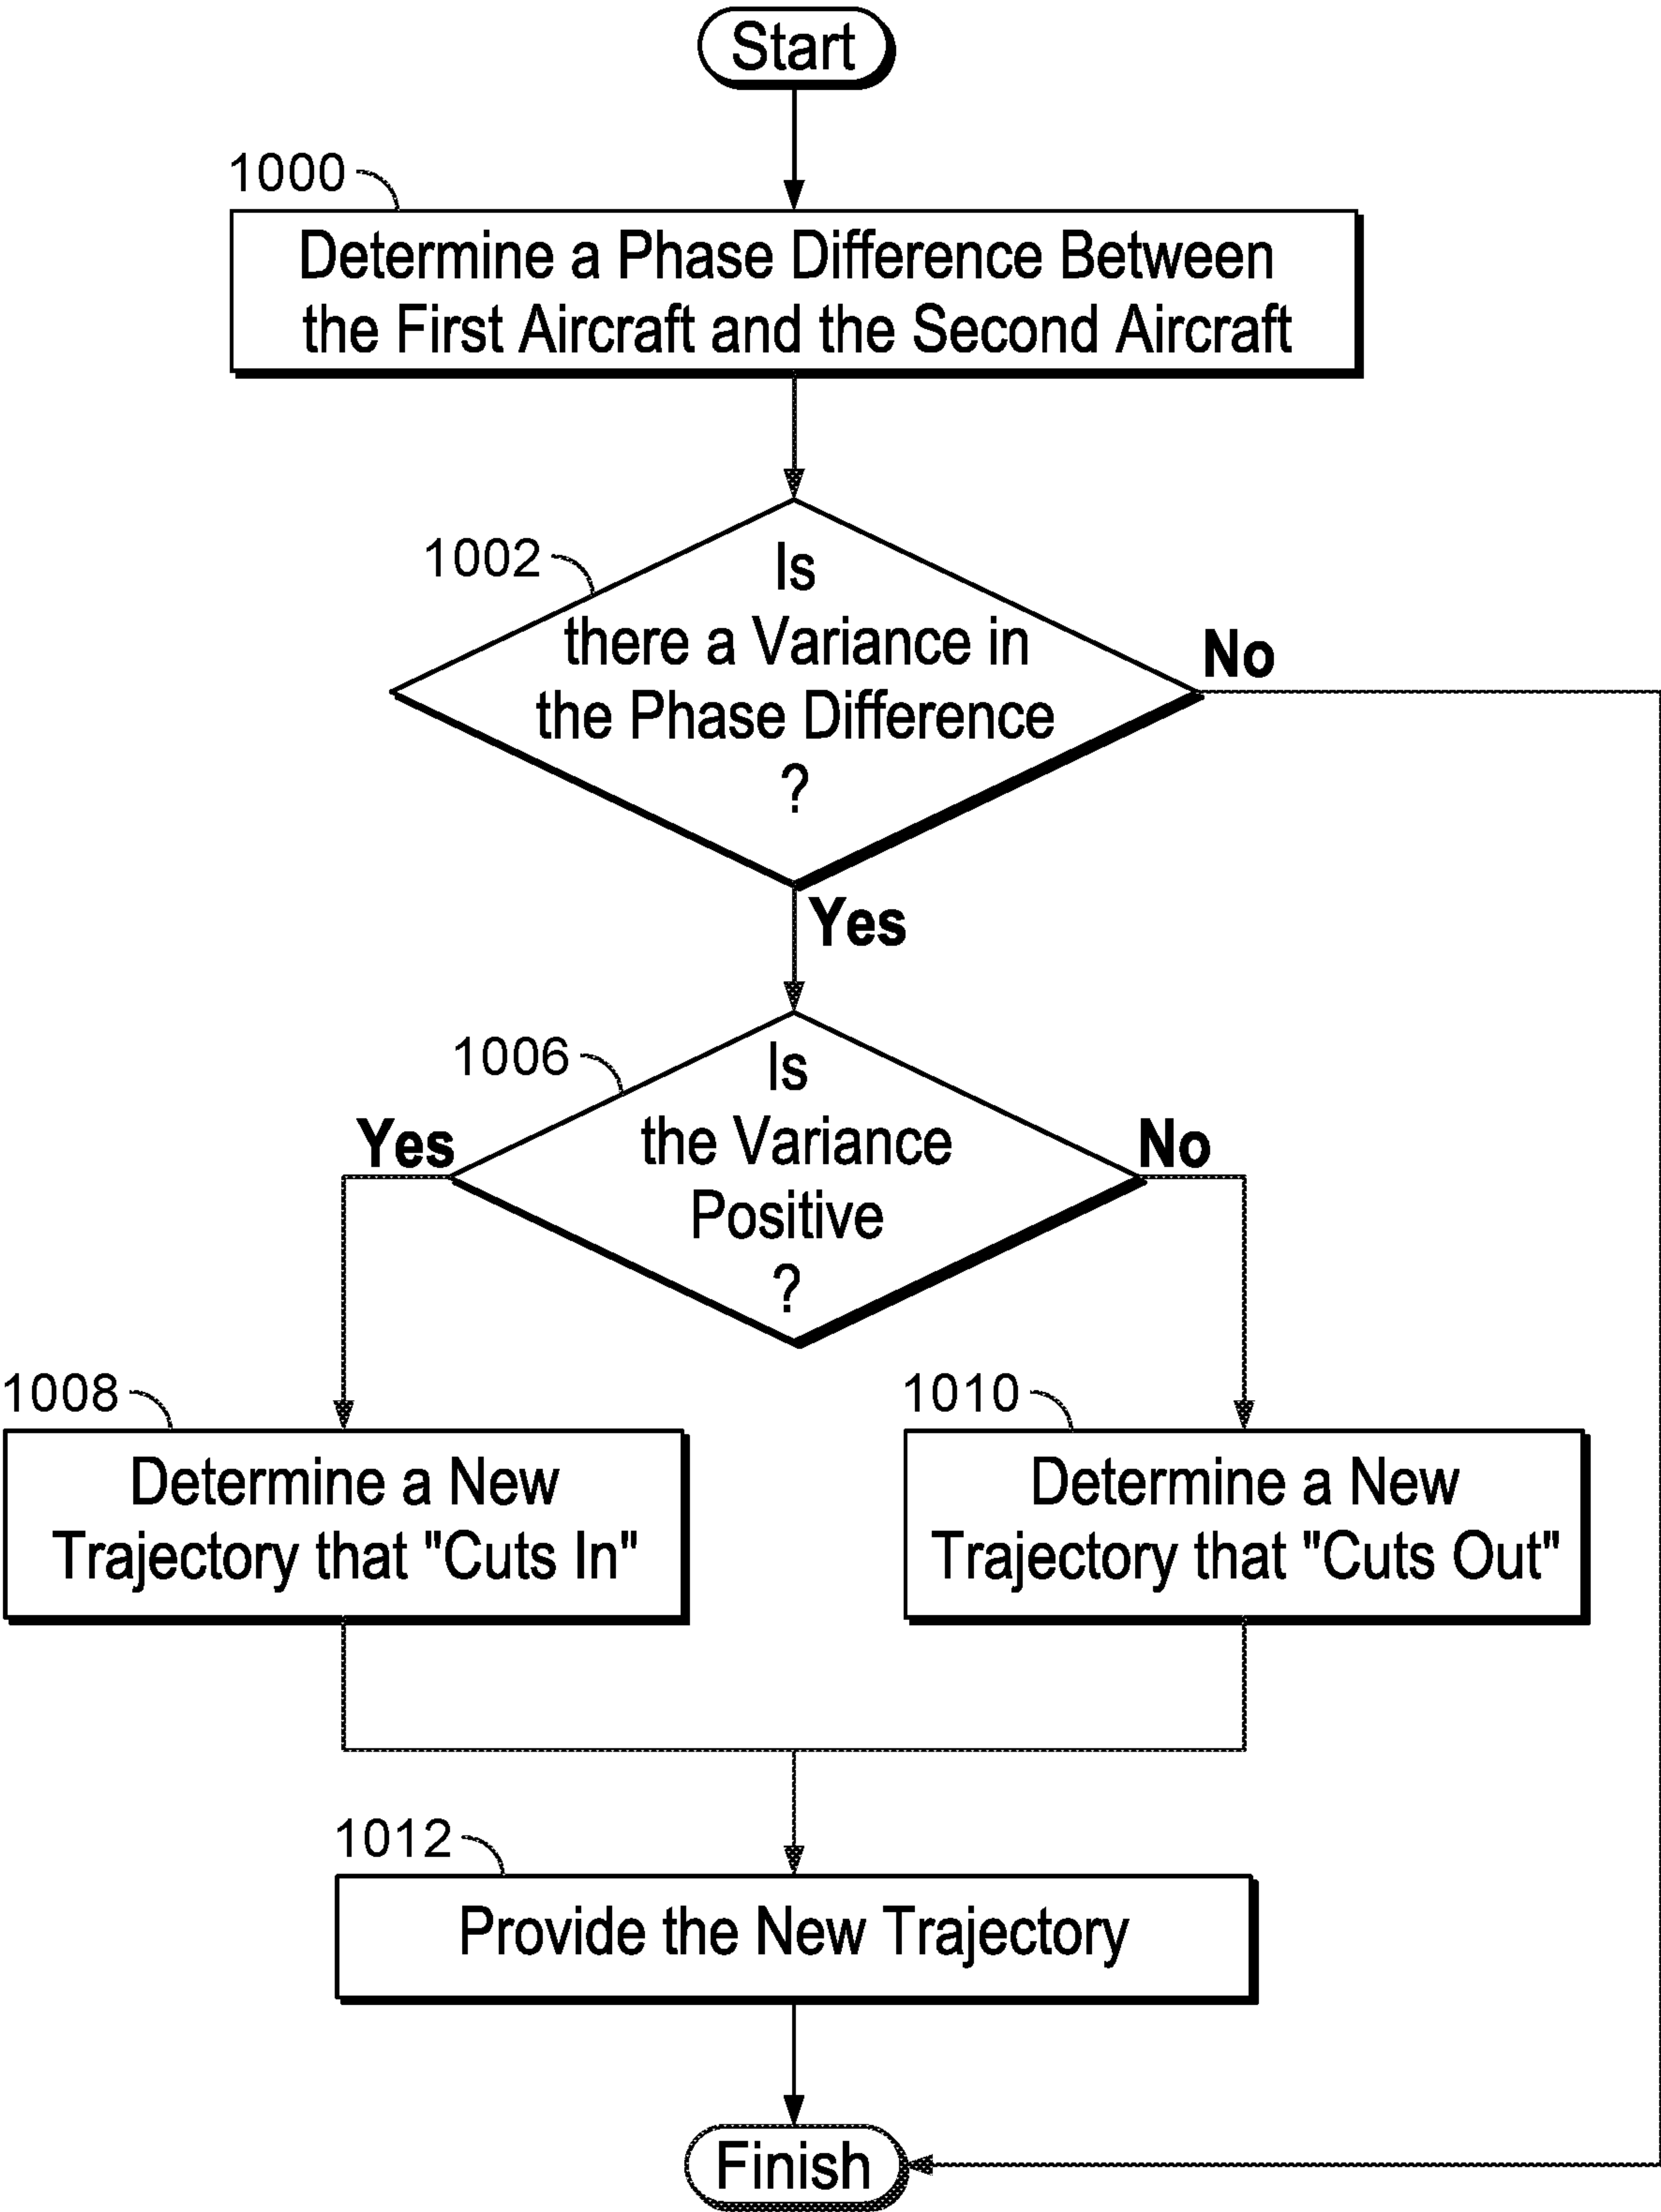 Start
1000
Determine a Phase Difference Between
the First Aircraft and the Second Aircraft
1002
Is
there a Variance in
the Phase Difference
?
No
Yes
1006
Is
the Variance
Positive
?
Yes
No
1008
Determine a New
Trajectory that "Cuts In"
1010
Determine a New
Trajectory that "Cuts Out"
1012
Provide the New Trajectory
Finish